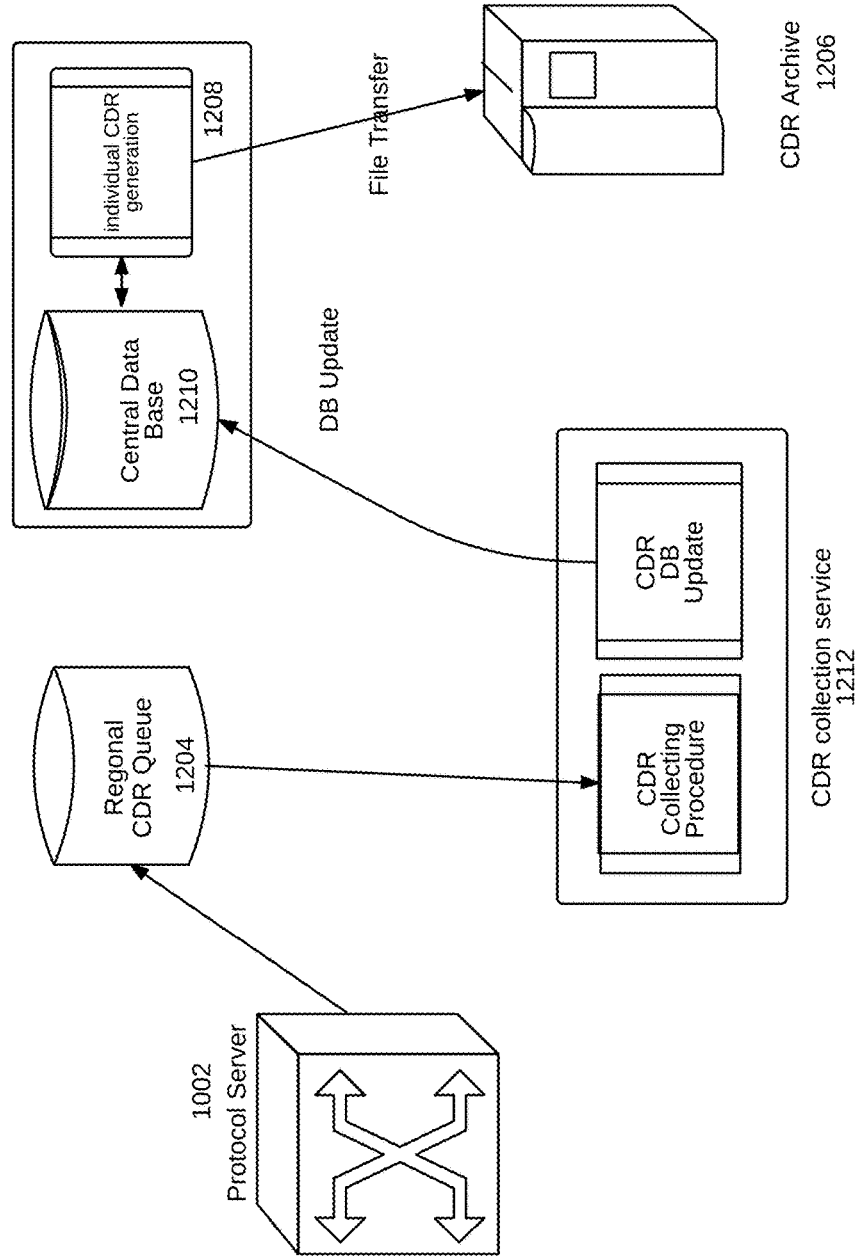 1002
Protocol Server
Regonal
CDR Queue
1204
Central Data
Base
1210
individual CDR
generation
1208
DB Update
File Transfer
CDR
Collecting
Procedure
CDR
DB
Update
CDR collection service
1212
CDR Archive
1206